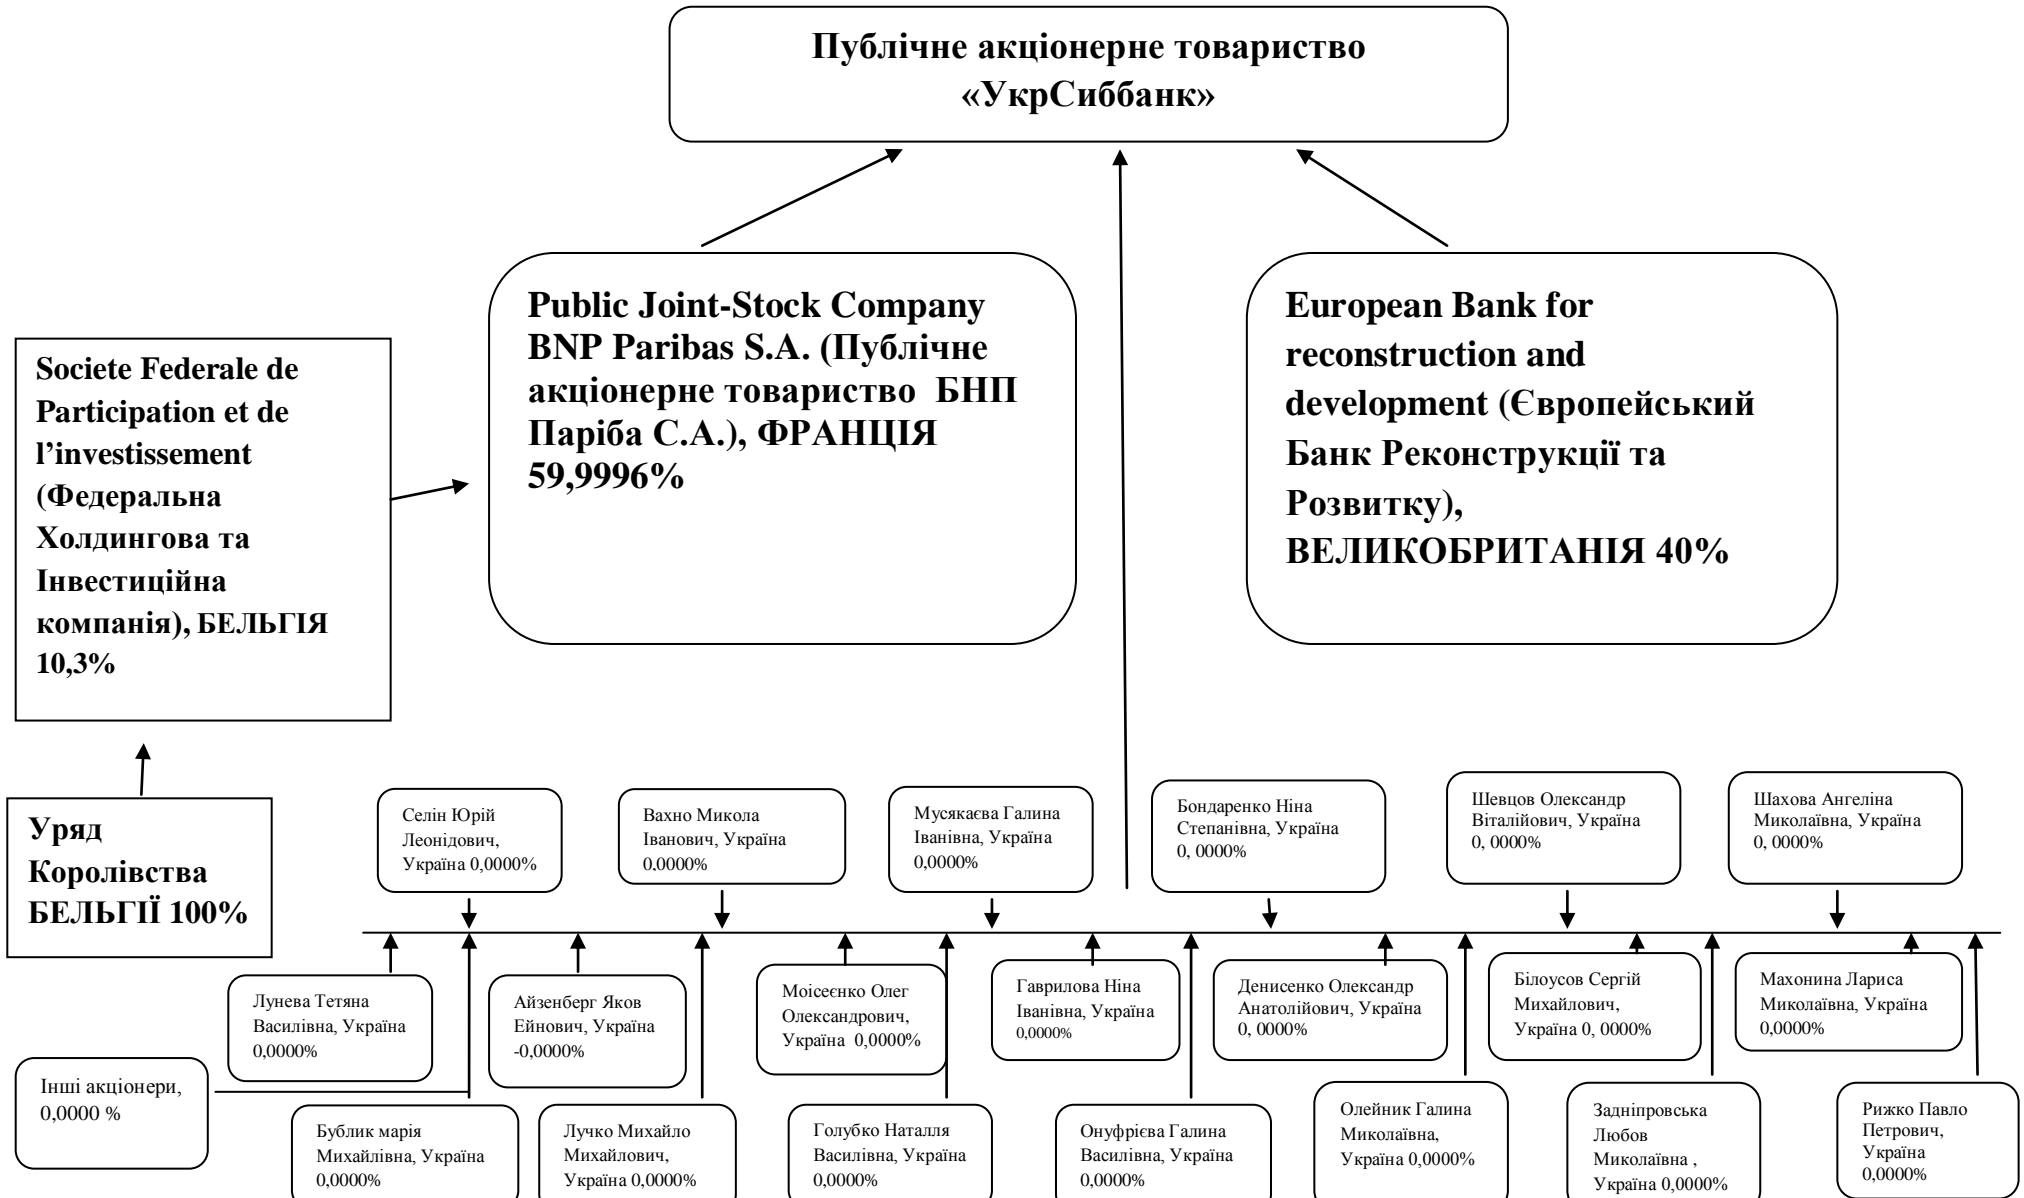 Публічне акціонерне товариство
«УкрСиббанк»
Public Joint-Stock Company
BNP Paribas S.A. (Публічне
акціонерне товариство БНП
Паріба С.А.), ФРАНЦІЯ
59,9996%
European Bank for
reconstruction and
development (Європейський
Банк Реконструкції та
Розвитку),
ВЕЛИКОБРИТАНІЯ 40%
Societe Federale de
Participation et de
l’investissement
(Федеральна
Холдингова та
Інвестиційна
компанія), БЕЛЬГІЯ
10,3%
Уряд
Королівства
БЕЛЬГІЇ 100%
Селін Юрій
Леонідович,
Україна 0,0000%
Вахно Микола
Іванович, Україна
0,0000%
Мусякаєва Галина
Іванівна, Україна
0,0000%
Бондаренко Ніна
Степанівна, Україна
0, 0000%
Шевцов Олександр
Віталійович, Україна
0, 0000%
Шахова Ангеліна
Миколаївна, Україна
0, 0000%
Лунева Тетяна
Василівна, Україна
0,0000%
Айзенберг Яков
Ейнович, Україна
-0,0000%
Моісеєнко Олег
Олександрович,
Україна 0,0000%
Гаврилова Ніна
Іванівна, Україна
0,0000%
Денисенко Олександр
Анатолійович, Україна
0, 0000%
Білоусов Сергій
Михайлович,
Україна 0, 0000%
Махонина Лариса
Миколаївна, Україна
0,0000%
Інші акціонери,
0,0000 %
Бублик марія
Михайлівна, Україна
0,0000%
Лучко Михайло
Михайлович,
Україна 0,0000%
Голубко Наталля
Василівна, Україна
0,0000%
Онуфрієва Галина
Василівна, Україна
0,0000%
Олейник Галина
Миколаївна,
Україна 0,0000%
Задніпровська
Любов
Миколаївна ,
Україна 0,0000%
Рижко Павло
Петрович,
Україна
0,0000%